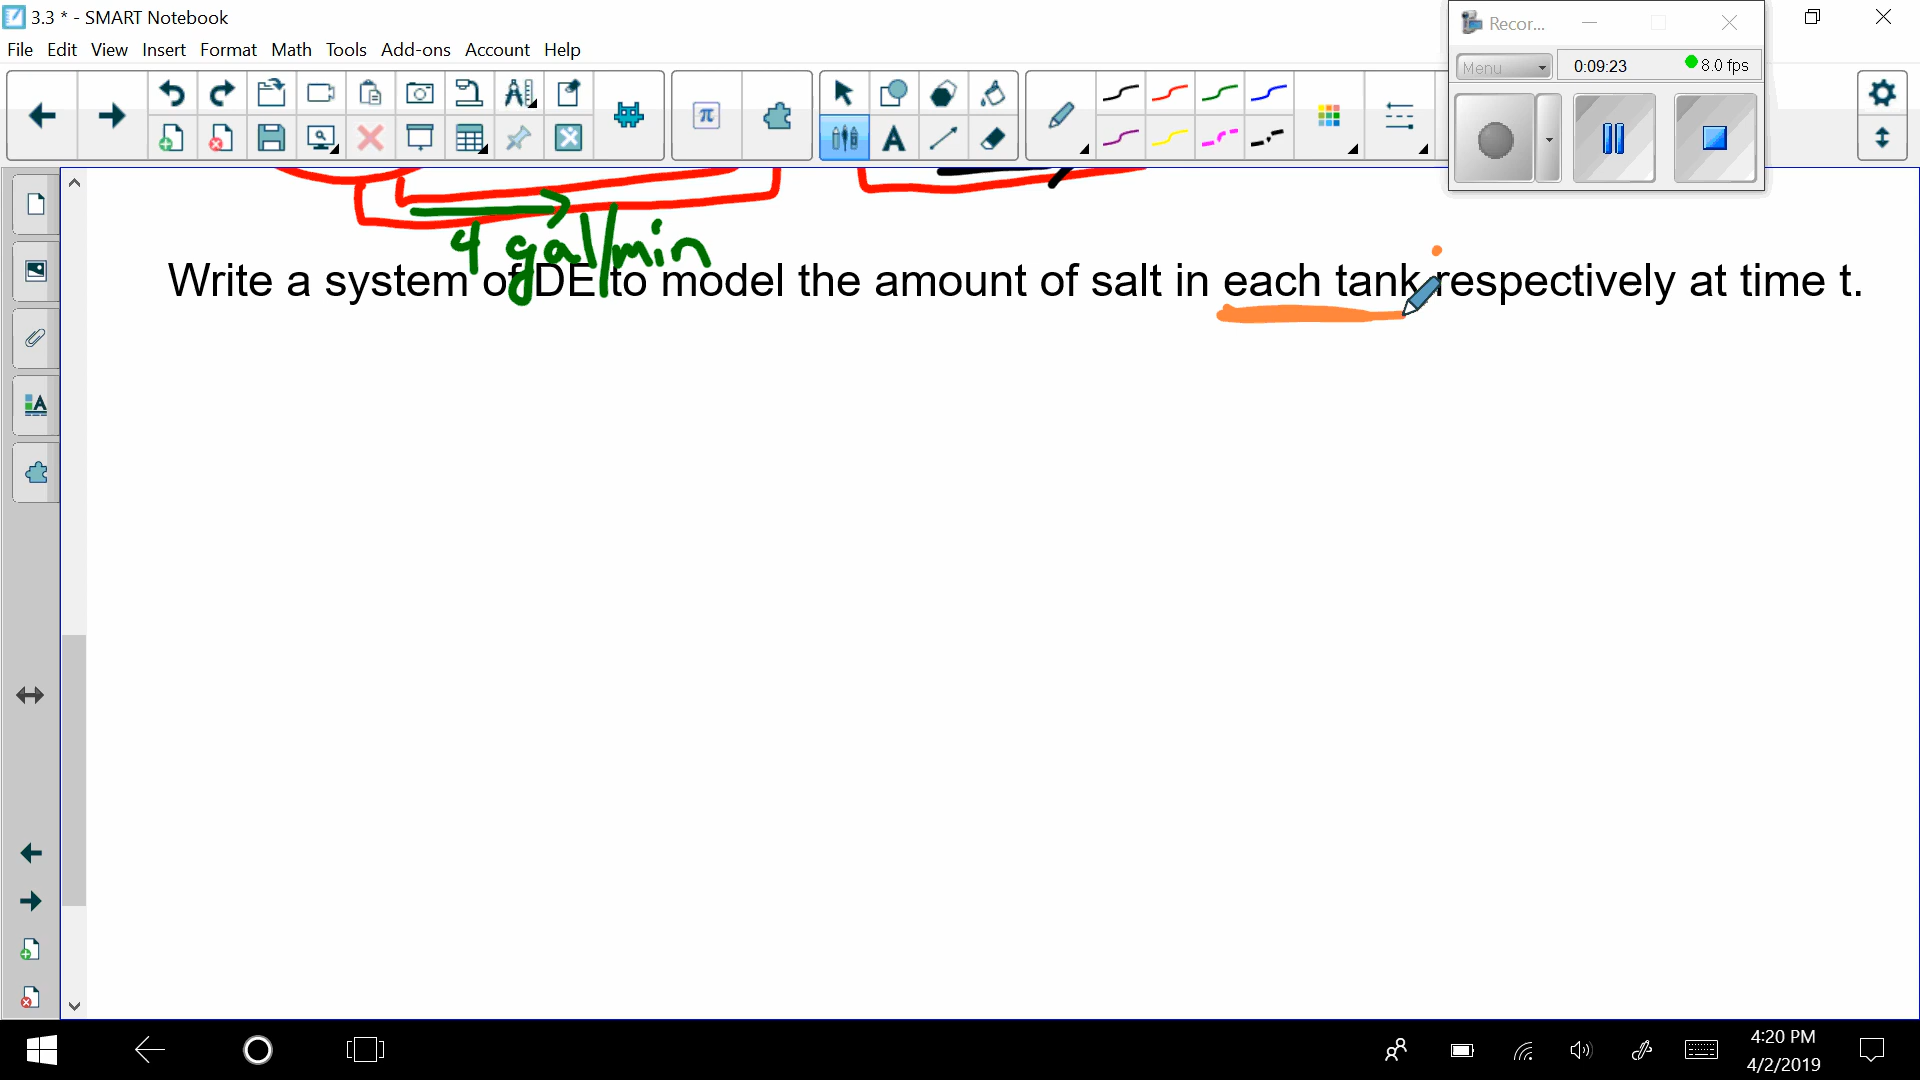 3.3 * - SMART Notebook
File Edit View Insert Format Math Tools Add-ons Account Help
Recor...
Menu 0:09:23 8.0 fps
π
A
A
4 gal/min
Write a system of DE to model the amount of salt in each tank respectively at time t.
4:20 PM
4/2/2019